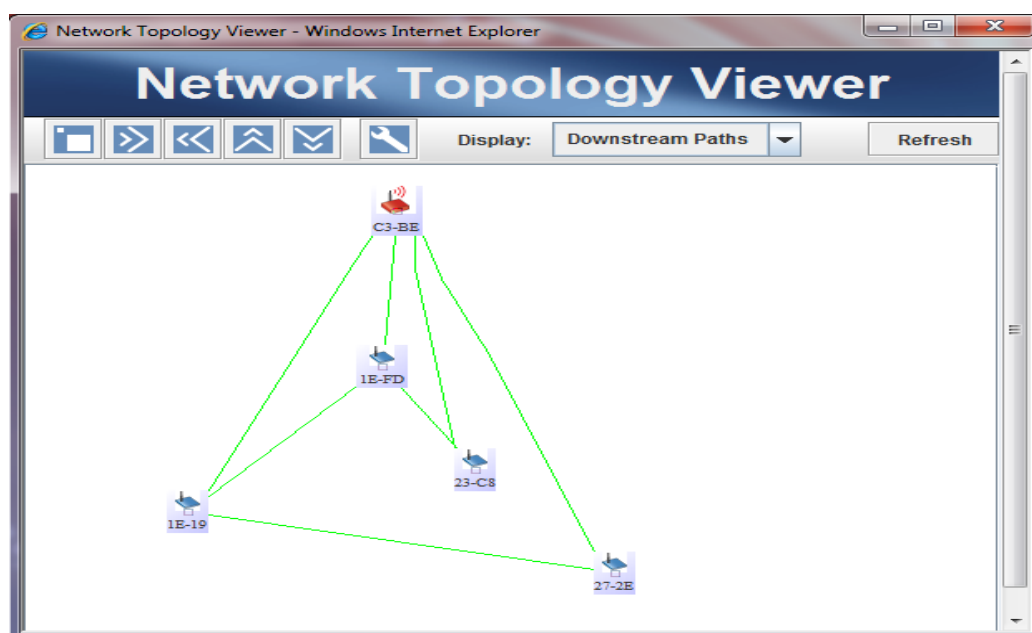 Network Topology Viewer - Windows Internet Explorer
Network Topology Viewer
Display: Downstream Paths Refresh
C3-BE
1E-FD
23-C8
1E-19
27-2E